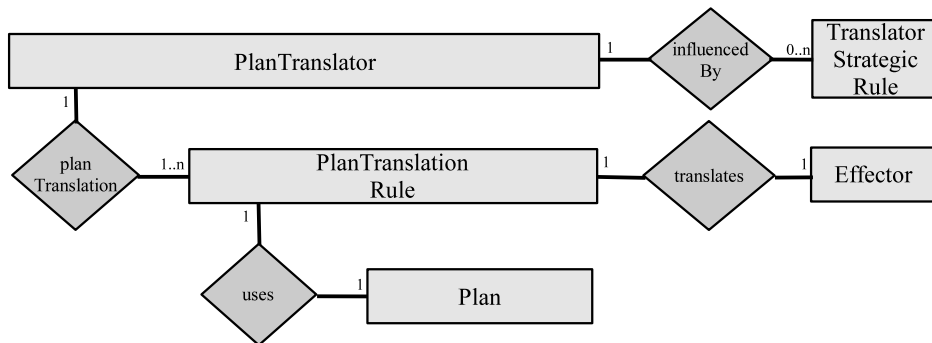 PlanTranslator
1
influenced
By
0..n
Translator
Strategic
Rule
1
plan
Translation
1..n
PlanTranslation
Rule
1
translates
1
Effector
1
uses
1
Plan